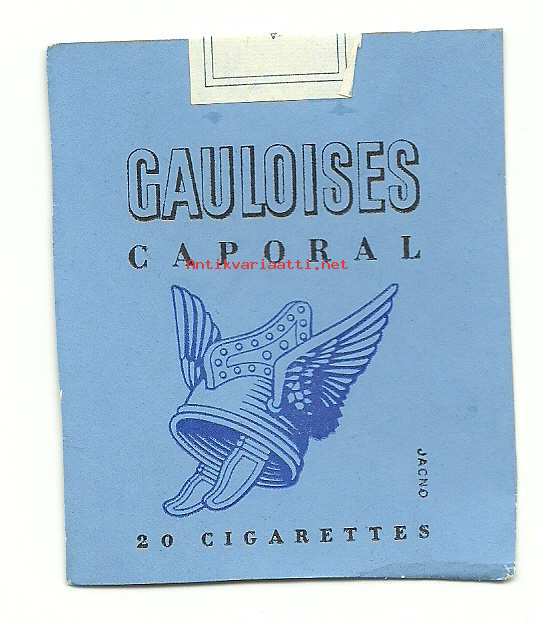 GAULOISES
CAPORAL
Antikvariaatti.net
JACNO
20 CIGARETTES